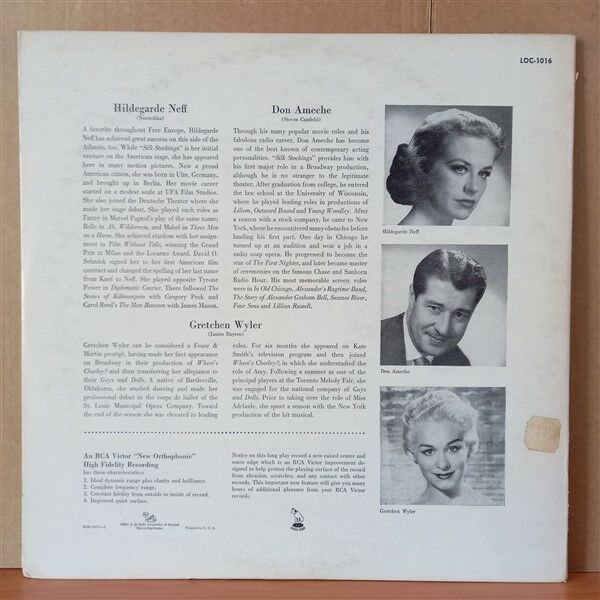 LOC-1016
Hildegarde Neff
(Ninotchka)
A favorite throughout Free Europe, Hildegarde
Neff has achieved great success on this side of the
Atlantic, too. While "Silk Stockings" is her initial
venture on the American stage, she has appeared
here in many motion pictures. Now a proud
American citizen, she was born in Ulm, Germany,
and brought up in Berlin. Her movie career
started on a modest scale at UFA Film Studios.
She also joined the Deutsche Theater where she
made her stage debut. She played such roles as
Fanny in Marcel Pagnol's play of the same name;
Belle in Ah, Wilderness, and Mabel in Three Men
on a Horse. She achieved stardom with her assign-
ment in Film Without Title, winning the Grand
Prix at Milan and the Locarno Award. David O.
Selznick signed her to her first American film
contract and changed the spelling of her last name
from Knef to Neff. She played opposite Tyrone
Power in Diplomatic Courier. There followed The
Snows of Kilimanjaro with Gregory Peck and
Carol Reed's The Man Between with James Mason.
Don Ameche
(Steven Canfield)
Through his many popular movie roles and his
fabulous radio career, Don Ameche has become
one of the best known of contemporary acting
personalities. "Silk Stockings" provides him with
his first major role in a Broadway production,
although he is no stranger to the legitimate
theater. After graduation from college, he entered
the law school at the University of Wisconsin,
where he played leading roles in productions of
Liliom, Outward Bound and Young Woodley. After
a season with a stock company, he came to New
York, where he encountered many obstacles before
landing his first part. One day in Chicago he
turned up at an audition and won a job in a
radio soap opera. He progressed to become the
star of The First Nighter, and later became master
of ceremonies on the famous Chase and Sanborn
Radio Hour. His most memorable screen roles
were in In Old Chicago, Alexander's Ragtime Band,
The Story of Alexander Graham Bell, Swanee River,
Four Sons and Lillian Russell.
Hildegarde Neff
Don Ameche
Gretchen Wyler
(Janice Dayton)
Gretchen Wyler can be considered a Feuer &
Martin protégé, having made her first appearance
on Broadway in their production of Where's
Charley? and then transferring her allegiance to
their Guys and Dolls. A native of Bartlesville,
Oklahoma, she studied dancing and made her
professional debut in the corps de ballet of the
St. Louis Municipal Opera Company. Toward
the end of the season she was elevated to leading
roles. For six months she appeared on Kate
Smith's television program and then joined
Where's Charley?, where she understudied the
role of Amy. Following a summer as one of the
principal players at the Toronto Melody Fair, she
was engaged for the national company of Guys
and Dolls. Prior to taking over the role of Miss
Adelaide, she spent a season with the New York
production of the hit musical.
Gretchen Wyler
An RCA Victor "New Orthophonic"
High Fidelity Recording
has these characteristics:
1. Ideal dynamic range plus clarity and brilliance.
2. Complete frequency range.
3. Constant fidelity from outside to inside of record.
4. Improved quiet surface.
Notice on this long play record a new raised center and
outer edge which is an RCA Victor improvement de-
signed to help protect the playing surface of the record
from abrasion, scratches, and any contact with other
records. This important new feature will give you many
hours of additional pleasure from your RCA Victor
records.
Printed in U. S. A.